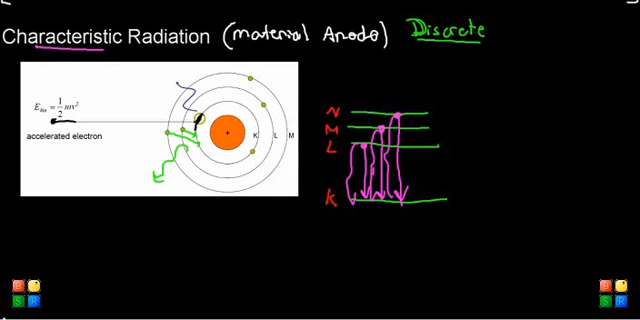 Characteristic Radiation (material Anode) Discrete
E_kin = 1/2 mv²
accelerated electron
K L M
N
M
L
K
B
S R
B
S R